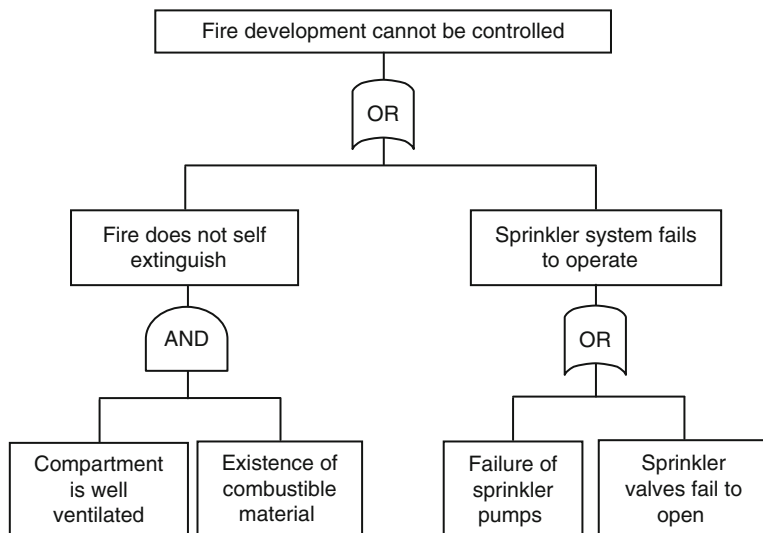 Fire development cannot be controlled
OR
Fire does not self
extinguish
Sprinkler system fails
to operate
AND
OR
Compartment
is well
ventilated
Existence of
combustible
material
Failure of
sprinkler
pumps
Sprinkler
valves fail to
open